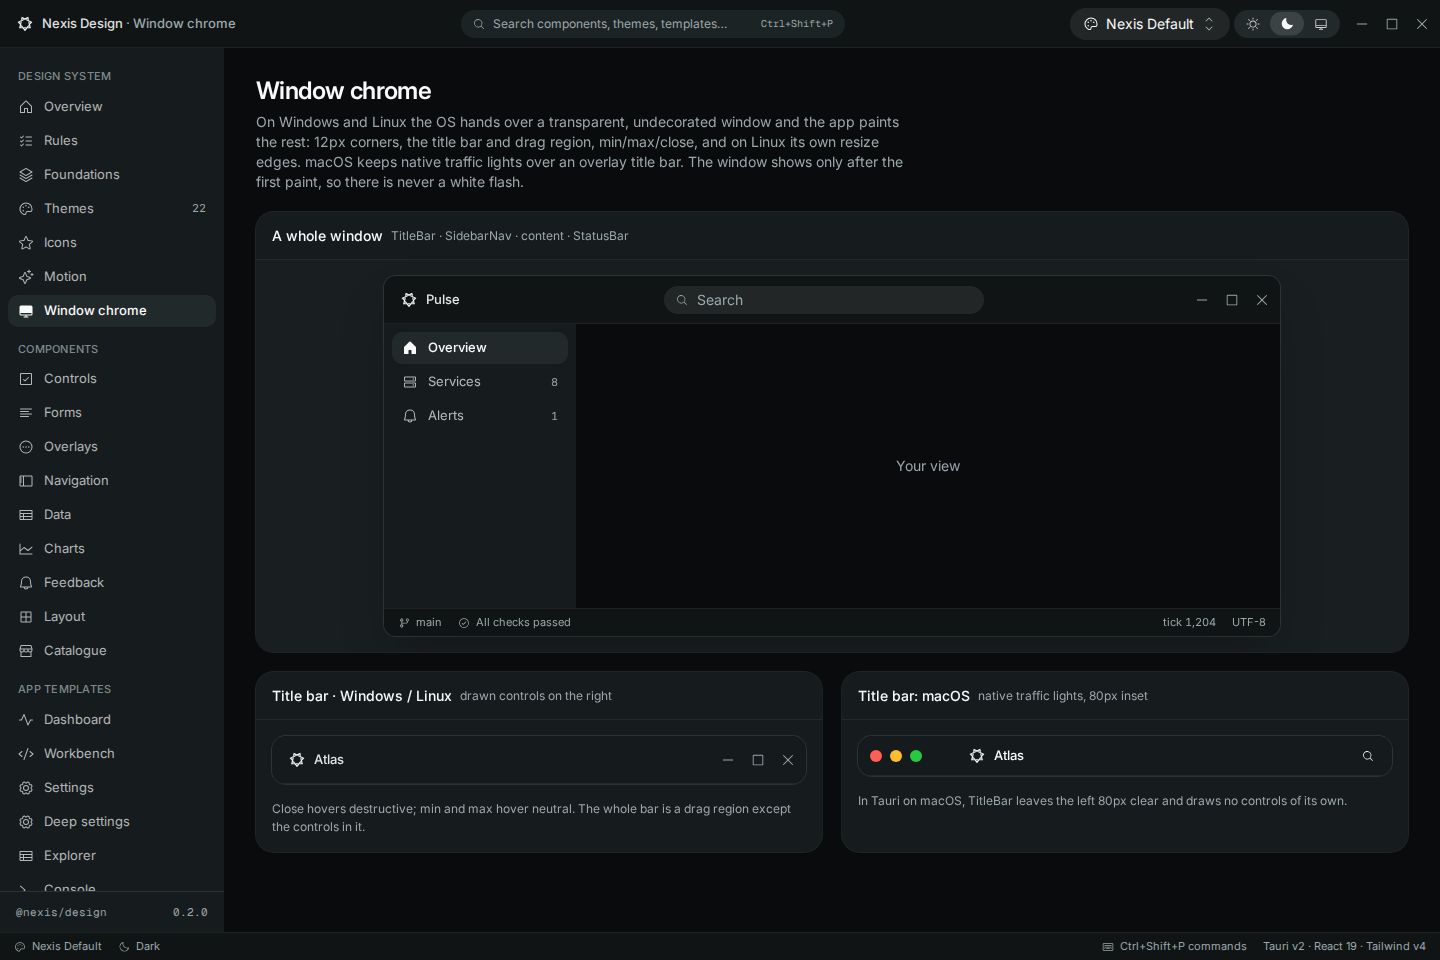 Nexis Design · Window chrome
Search components, themes, templates... Ctrl+Shift+P
Nexis Default
DESIGN SYSTEM
Overview
Rules
Foundations
Themes 22
Icons
Motion
Window chrome
COMPONENTS
Controls
Forms
Overlays
Navigation
Data
Charts
Feedback
Layout
Catalogue
APP TEMPLATES
Dashboard
Workbench
Settings
Deep settings
Explorer
Console
@nexis/design 0.2.0
Window chrome
On Windows and Linux the OS hands over a transparent, undecorated window and the app paints
the rest: 12px corners, the title bar and drag region, min/max/close, and on Linux its own resize
edges. macOS keeps native traffic lights over an overlay title bar. The window shows only after the
first paint, so there is never a white flash.
A whole window TitleBar · SidebarNav · content · StatusBar
Pulse
Search
Overview
Services 8
Alerts 1
Your view
main All checks passed
tick 1,204 UTF-8
Title bar · Windows / Linux drawn controls on the right
Atlas
Close hovers destructive; min and max hover neutral. The whole bar is a drag region except
the controls in it.
Title bar: macOS native traffic lights, 80px inset
Atlas
In Tauri on macOS, TitleBar leaves the left 80px clear and draws no controls of its own.
Nexis Default Dark
Ctrl+Shift+P commands Tauri v2 · React 19 · Tailwind v4